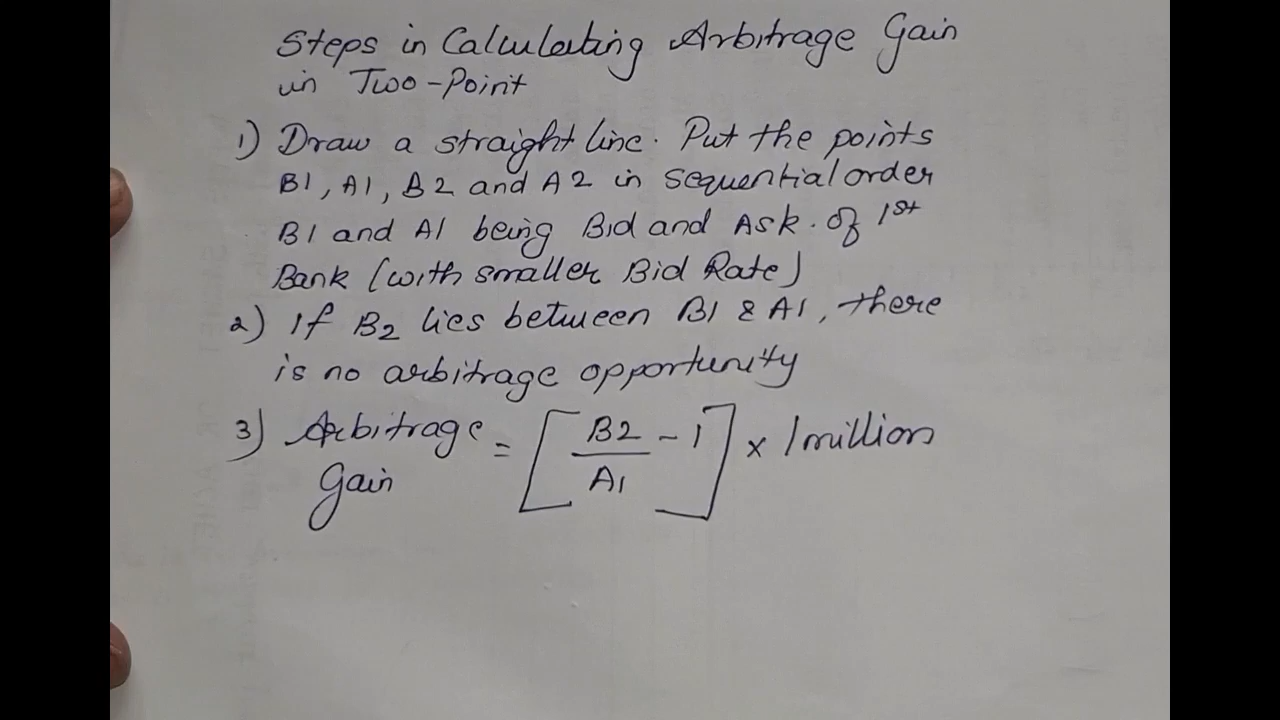 Steps in Calculating Arbitrage Gain
in Two-Point
1) Draw a straight line. Put the points
B1, A1, B2 and A2 in sequential order
B1 and A1 being Bid and Ask. of 1st
Bank (with smaller Bid Rate)
2) If B2 lies between B1 & A1, there
is no arbitrage opportunity
3) Arbitrage Gain = [B2/A1 - 1] x 1 million